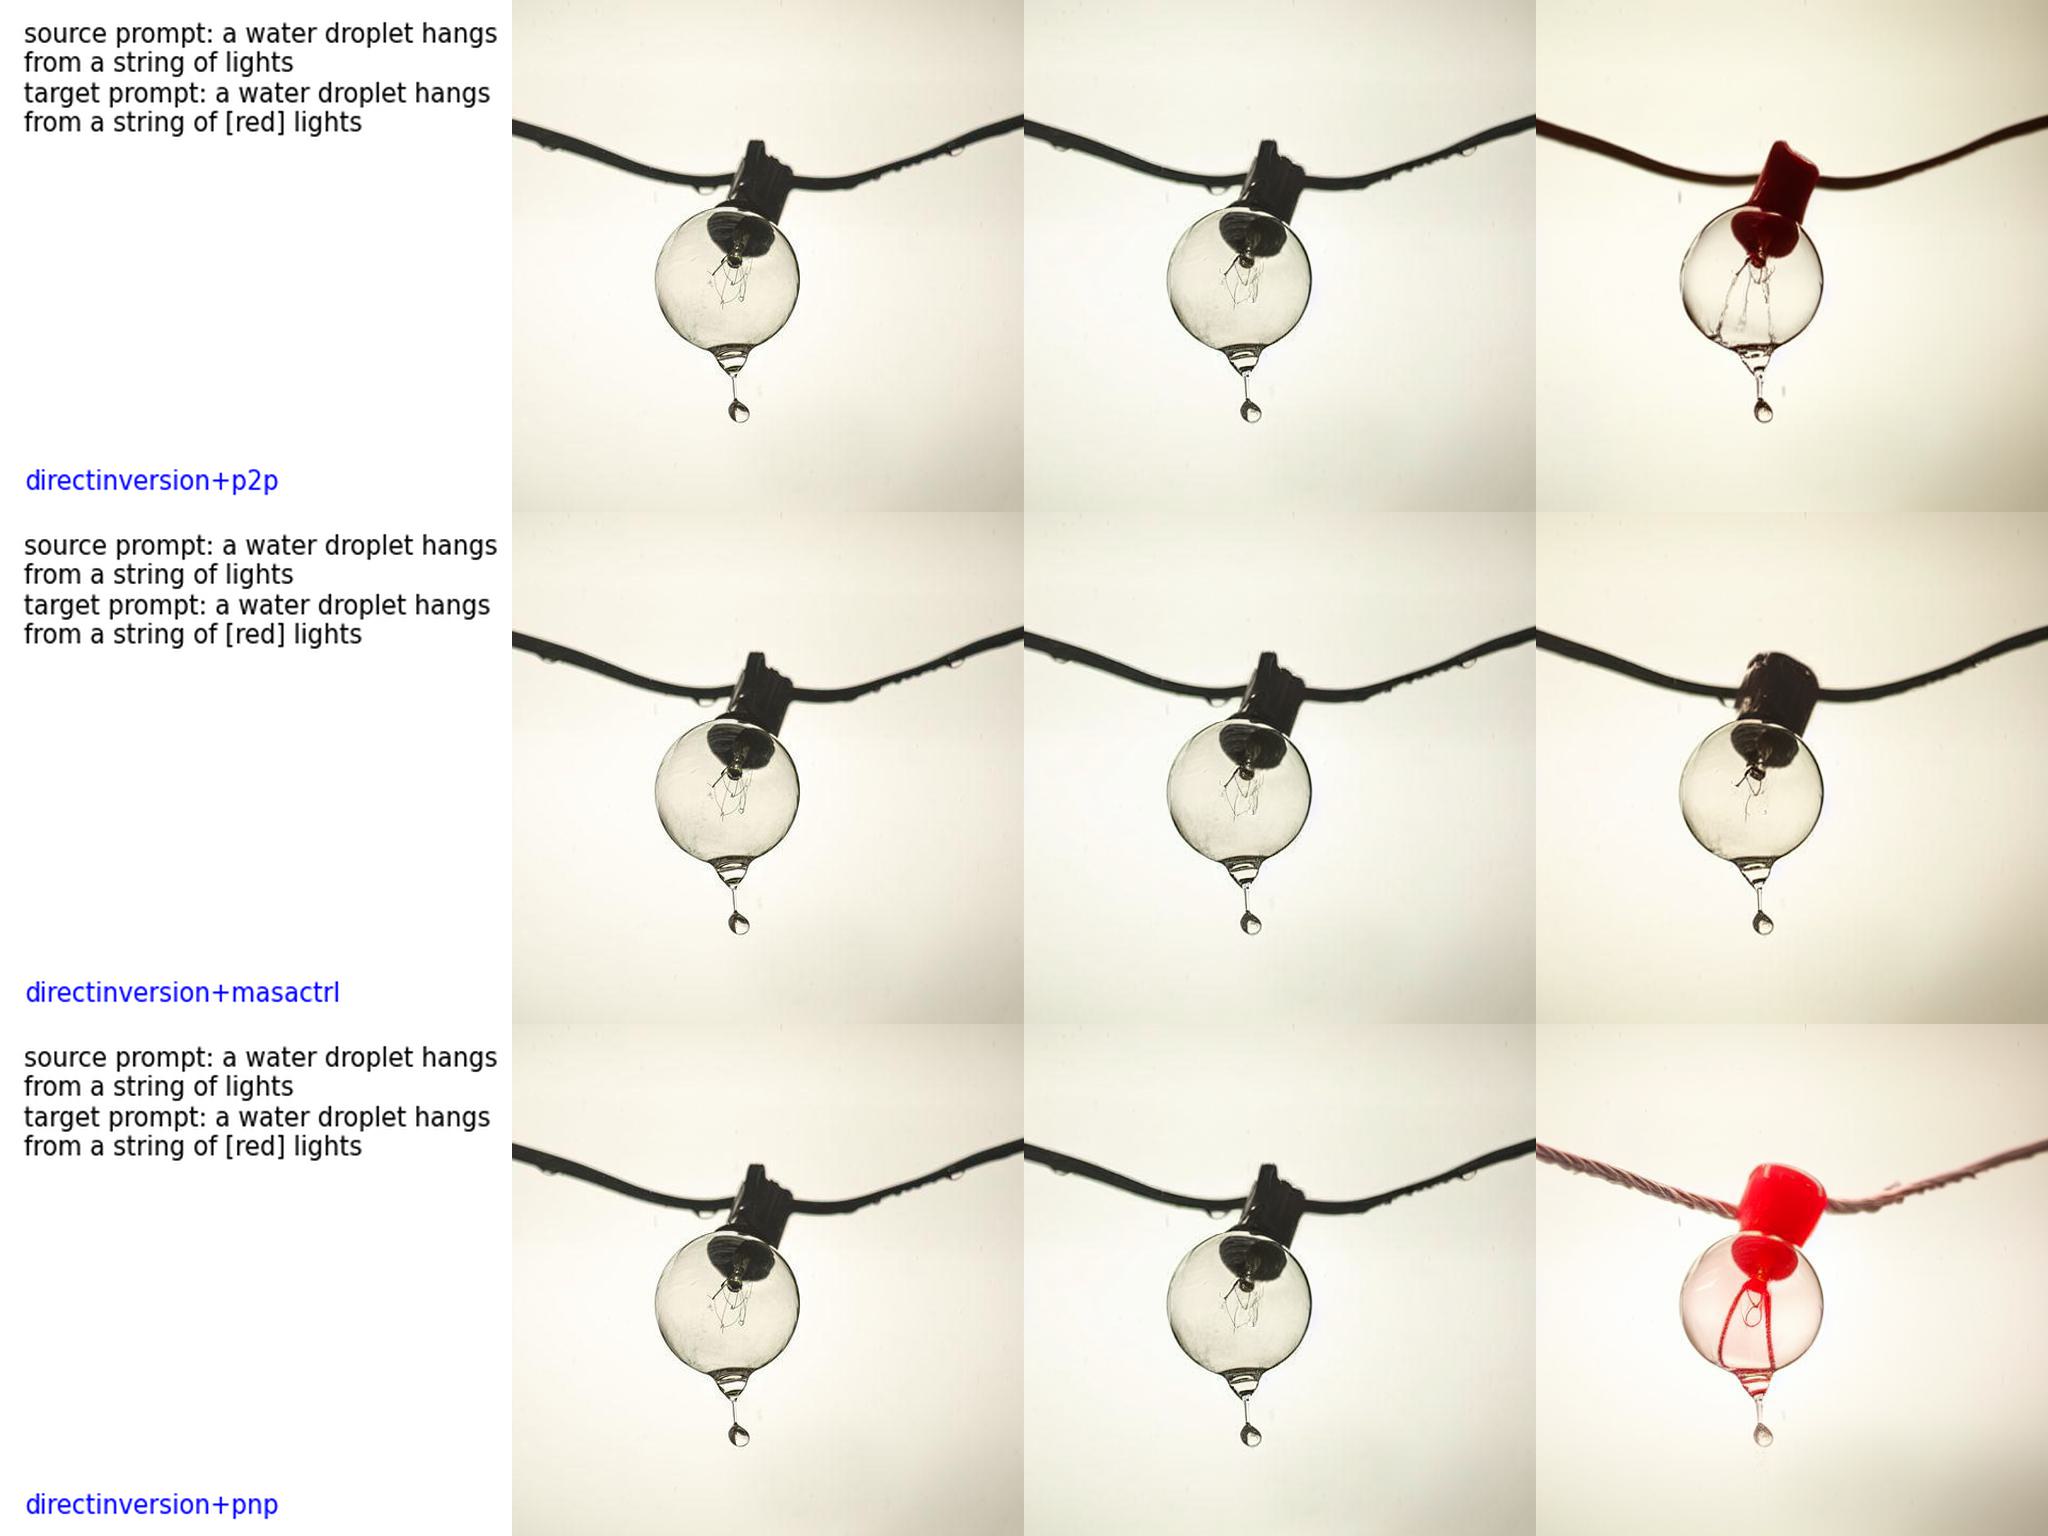 source prompt: a water droplet hangs
from a string of lights
target prompt: a water droplet hangs
from a string of [red] lights
directinversion+p2p
source prompt: a water droplet hangs
from a string of lights
target prompt: a water droplet hangs
from a string of [red] lights
directinversion+masactrl
source prompt: a water droplet hangs
from a string of lights
target prompt: a water droplet hangs
from a string of [red] lights
directinversion+pnp